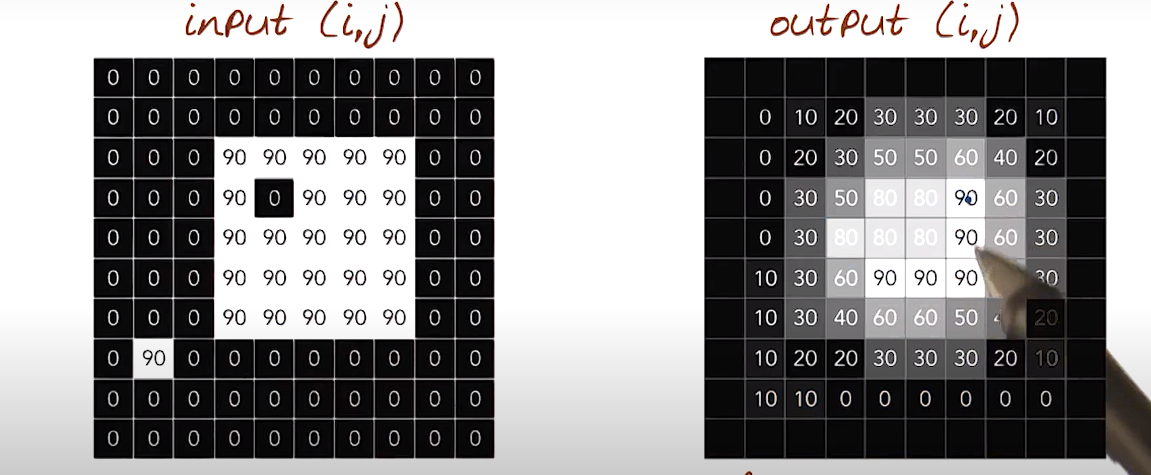 input (i,j)
0 0 0 0 0 0 0 0 0 0
0 0 0 0 0 0 0 0 0 0
0 0 0 90 90 90 90 90 0 0
0 0 0 90 0 90 90 90 0 0
0 0 0 90 90 90 90 90 0 0
0 0 0 90 90 90 90 90 0 0
0 0 0 90 90 90 90 90 0 0
0 90 0 0 0 0 0 0 0 0
0 0 0 0 0 0 0 0 0 0
0 0 0 0 0 0 0 0 0 0
output (i,j)
0 10 20 30 30 30 20 10
0 20 30 50 50 60 40 20
0 30 50 80 80 90 60 30
0 30 80 80 80 90 60 30
10 30 60 90 90 90 30
10 30 40 60 60 50 20
10 20 20 30 30 30 20 10
10 10 0 0 0 0 0 0